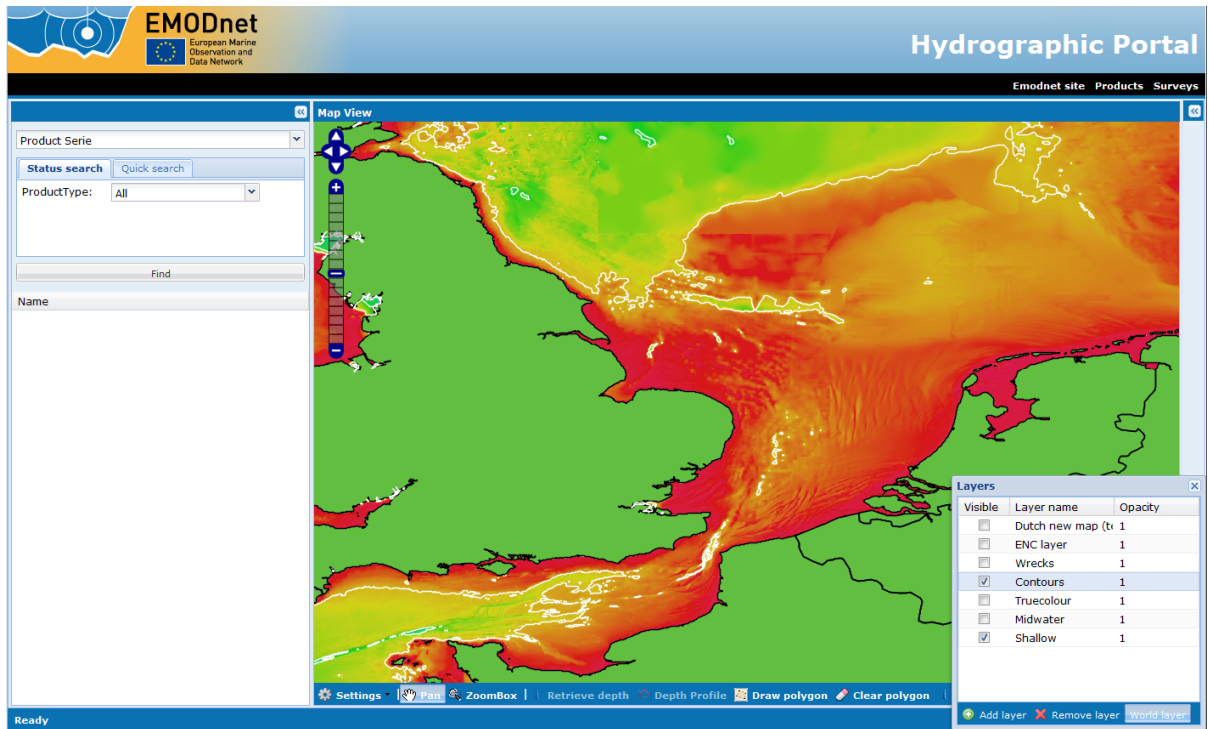 EMODnet
European Marine
Observation and
Data Network
Hydrographic Portal
Emodnet site Products Surveys
Map View
Product Serie
Status search Quick search
ProductType: All
Find
Name
Layers
Visible Layer name Opacity
Dutch new map (te 1
ENC layer 1
Wrecks 1
Contours 1
Truecolour 1
Midwater 1
Shallow 1
Settings Pan ZoomBox Retrieve depth Depth Profile Draw polygon Clear polygon
Add layer Remove layer World layer
Ready